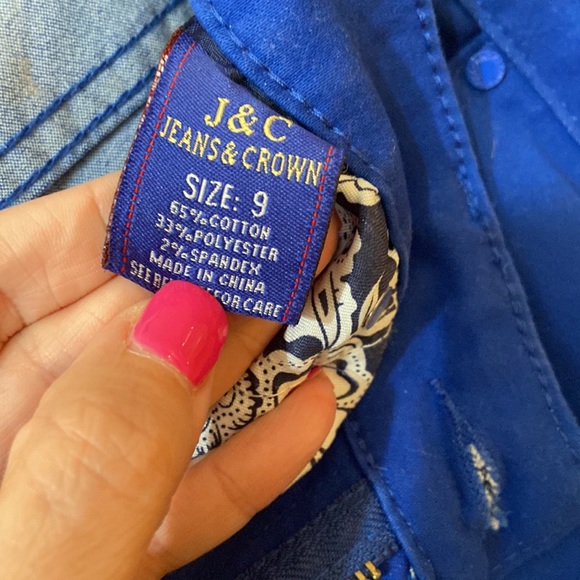 J&C
JEANS & CROWN
SIZE: 9
65% COTTON
33% POLYESTER
2% SPANDEX
MADE IN CHINA
SEE FOR CARE